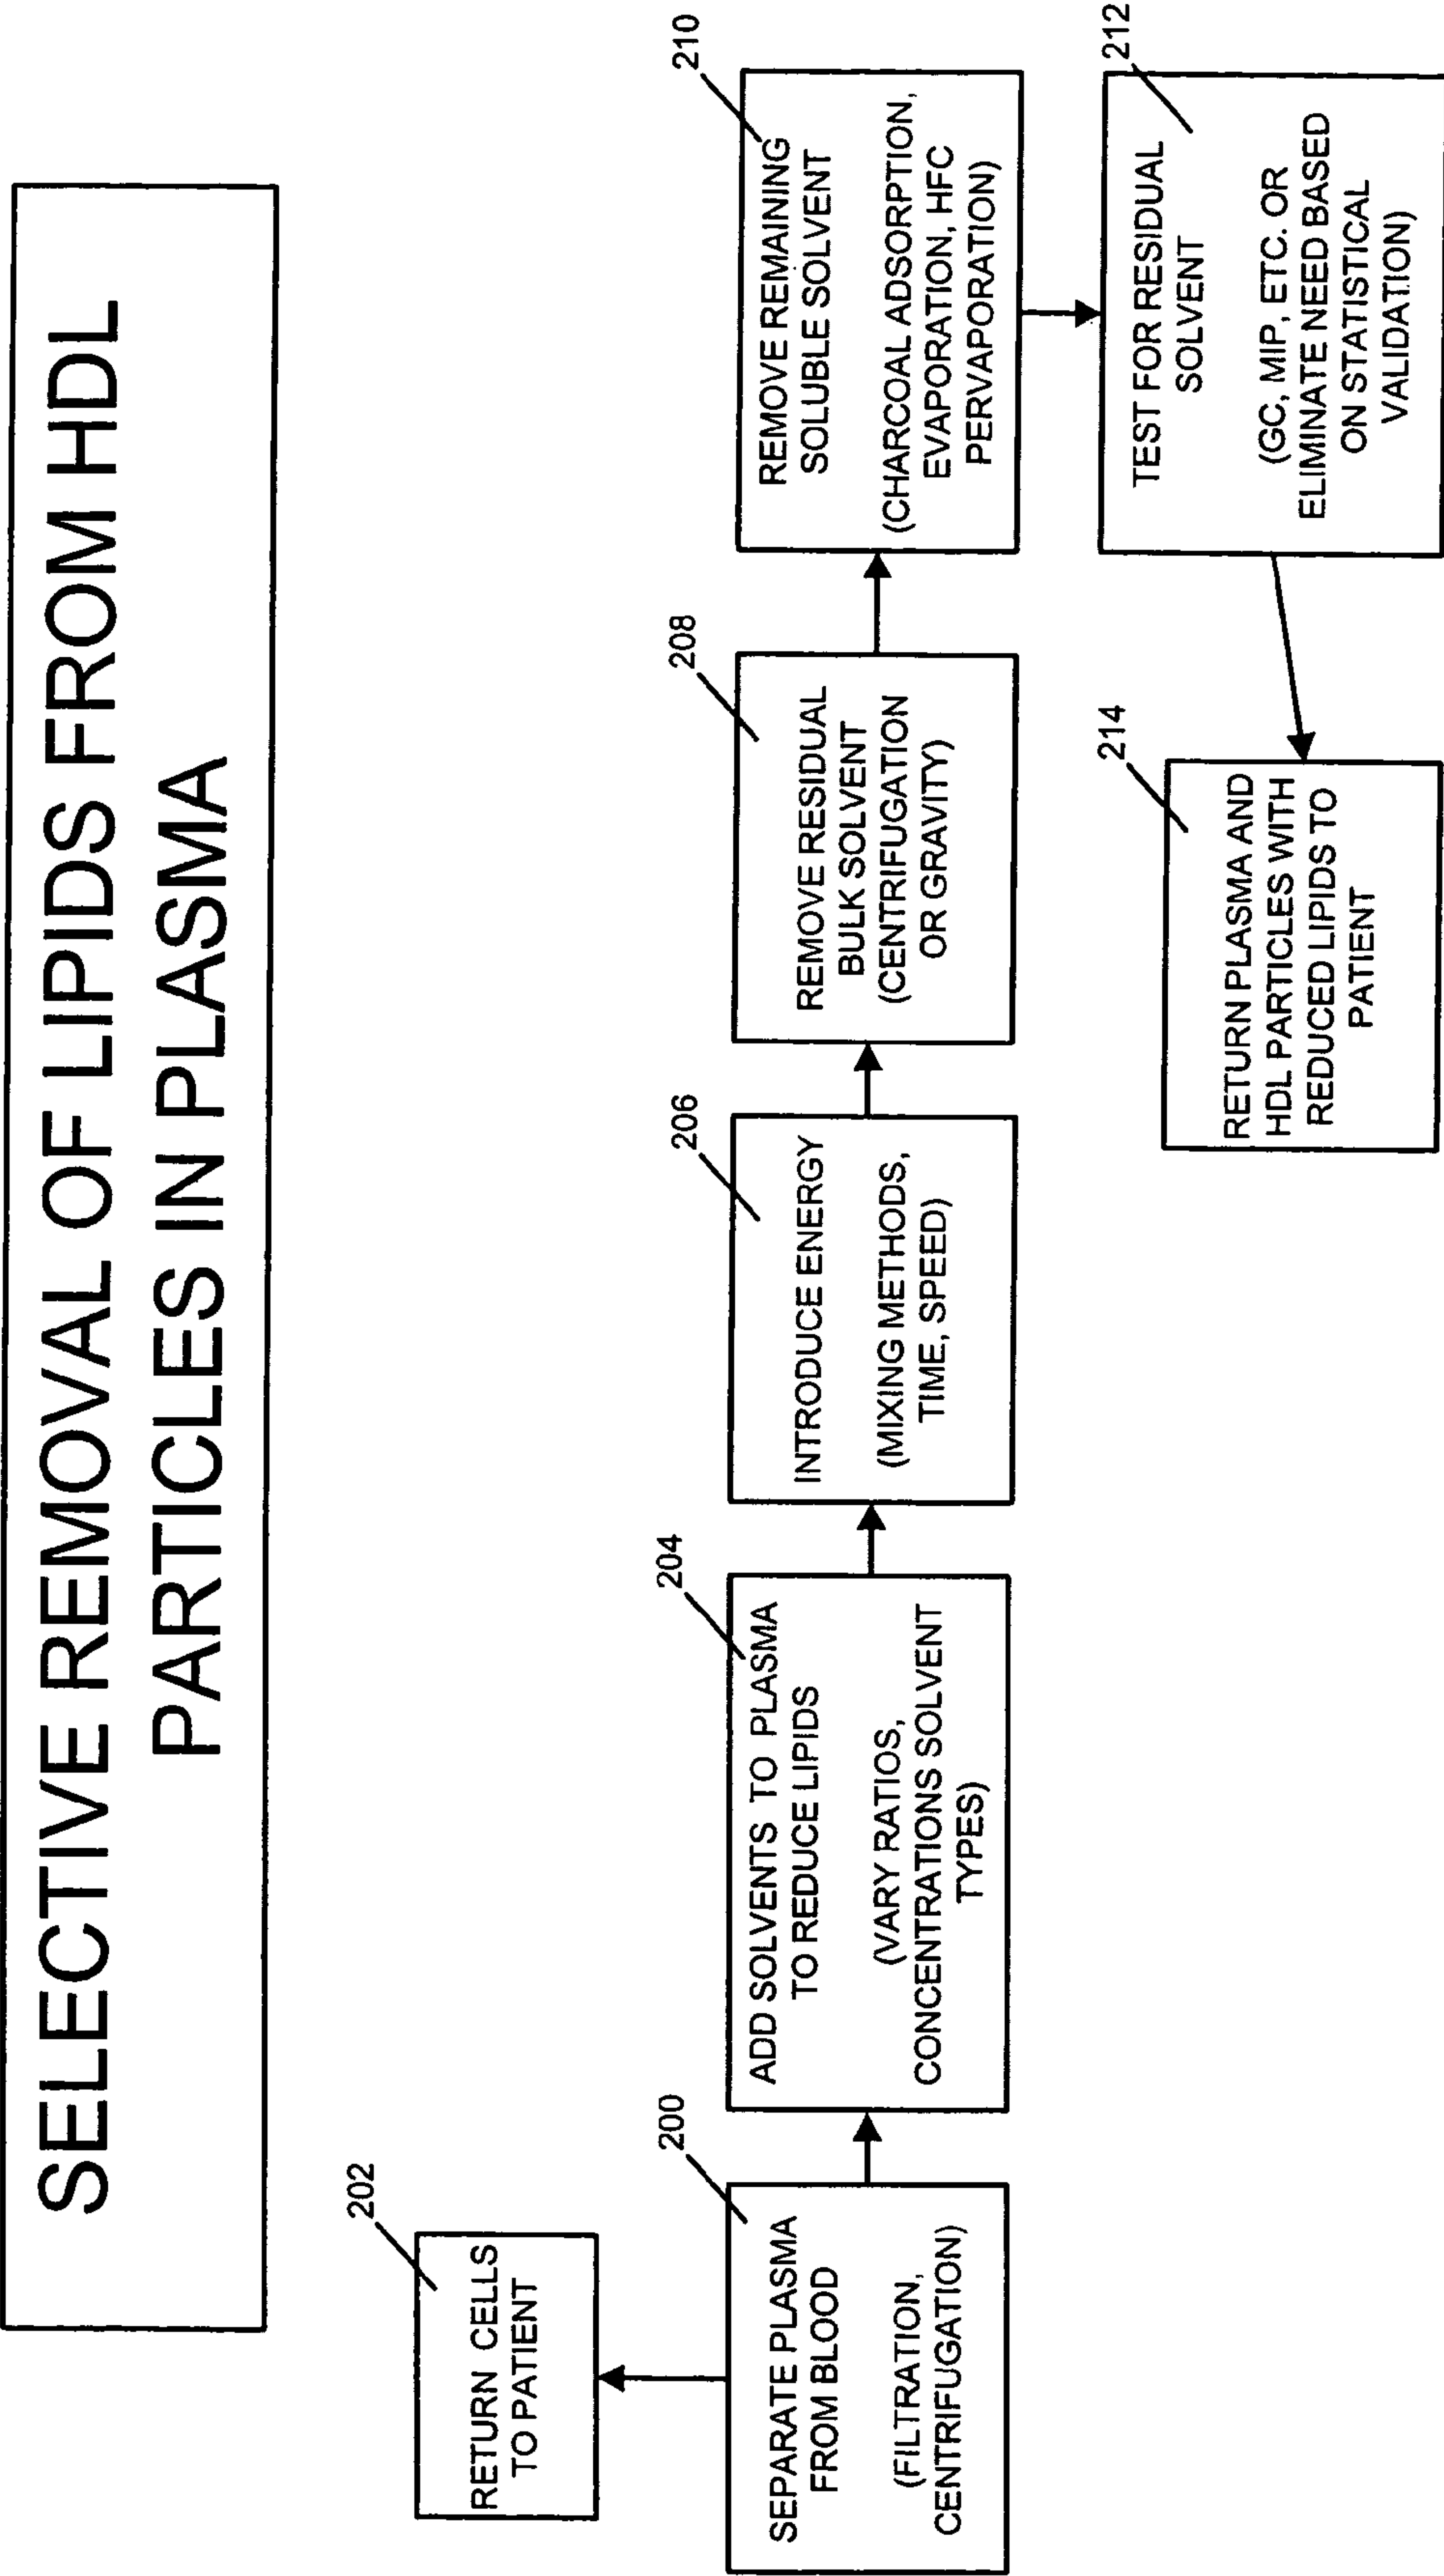 SELECTIVE REMOVAL OF LIPIDS FROM HDL
PARTICLES IN PLASMA
202
RETURN CELLS
TO PATIENT
200
SEPARATE PLASMA
FROM BLOOD
(FILTRATION,
CENTRIFUGATION)
204
ADD SOLVENTS TO PLASMA
TO REDUCE LIPIDS
(VARY RATIOS,
CONCENTRATIONS SOLVENT
TYPES)
206
INTRODUCE ENERGY
(MIXING METHODS,
TIME, SPEED)
208
REMOVE RESIDUAL
BULK SOLVENT
(CENTRIFUGATION
OR GRAVITY)
210
REMOVE REMAINING
SOLUBLE SOLVENT
(CHARCOAL ADSORPTION,
EVAPORATION, HFC
PERVAPORATION)
212
TEST FOR RESIDUAL
SOLVENT
(GC, MIP, ETC. OR
ELIMINATE NEED BASED
ON STATISTICAL
VALIDATION)
214
RETURN PLASMA AND
HDL PARTICLES WITH
REDUCED LIPIDS TO
PATIENT